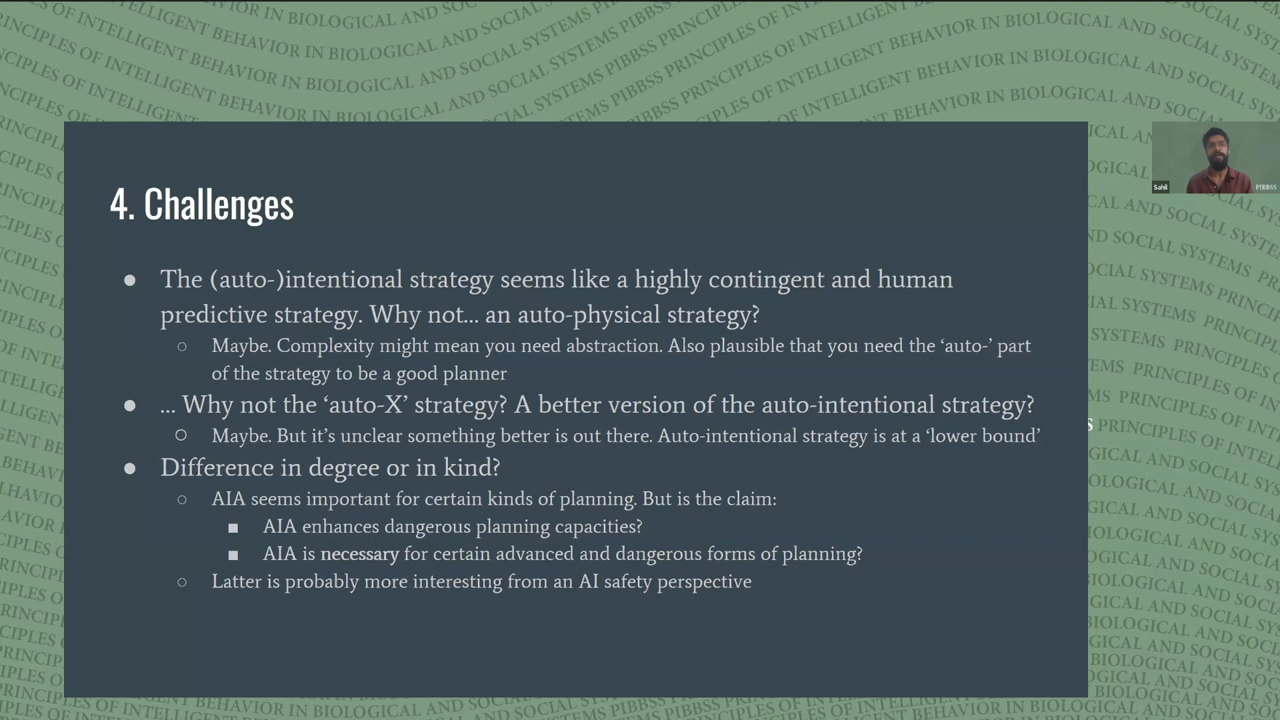 4. Challenges
● The (auto-)intentional strategy seems like a highly contingent and human
predictive strategy. Why not... an auto-physical strategy?
○ Maybe. Complexity might mean you need abstraction. Also plausible that you need the ‘auto-’ part
of the strategy to be a good planner
● ... Why not the ‘auto-X’ strategy? A better version of the auto-intentional strategy?
○ Maybe. But it’s unclear something better is out there. Auto-intentional strategy is at a ‘lower bound’
● Difference in degree or in kind?
○ AIA seems important for certain kinds of planning. But is the claim:
■ AIA enhances dangerous planning capacities?
■ AIA is necessary for certain advanced and dangerous forms of planning?
○ Latter is probably more interesting from an AI safety perspective
Sahil
PIBBSS